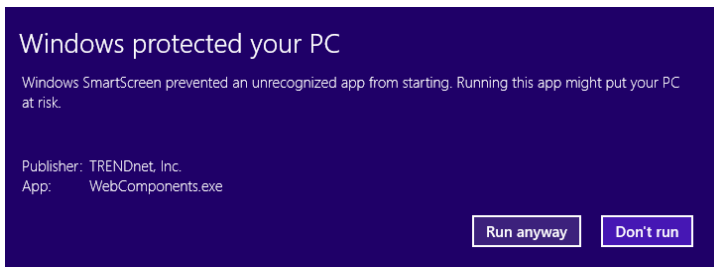 Windows protected your PC
Windows SmartScreen prevented an unrecognized app from starting. Running this app might put your PC
at risk.
Publisher: TRENDnet, Inc.
App: WebComponents.exe
Run anyway Don't run